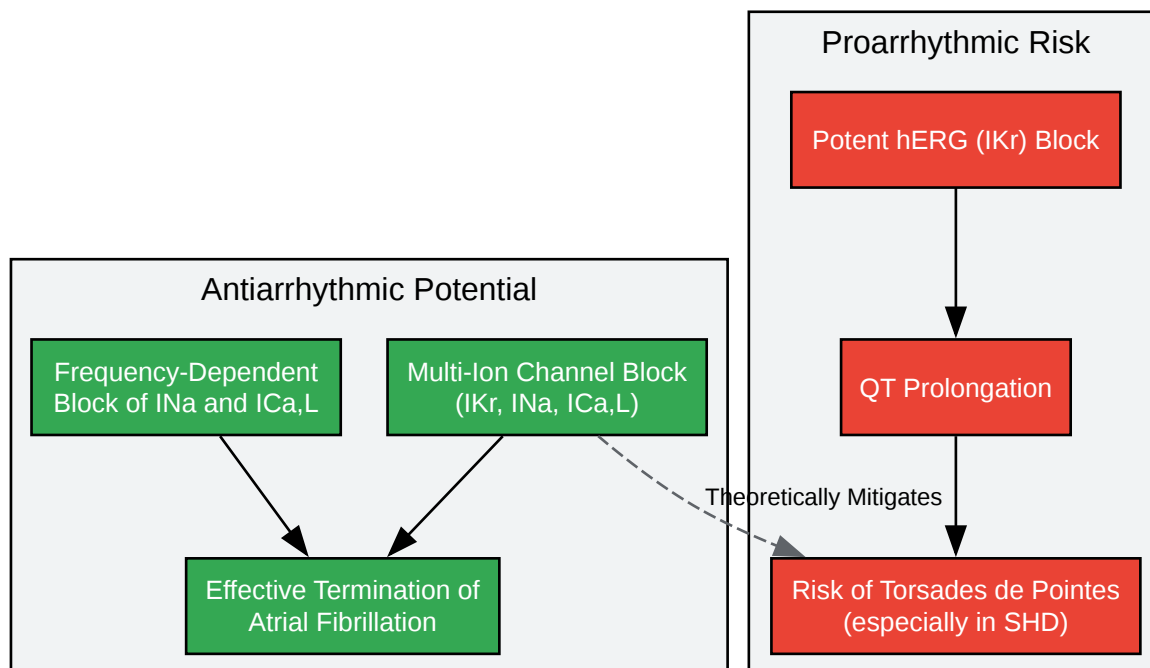 Proarrhythmic Risk
Potent hERG (IKr) Block
QT Prolongation
Risk of Torsades de Pointes
(especially in SHD)
Antiarrhythmic Potential
Frequency-Dependent
Block of INa and ICa,L
Multi-Ion Channel Block
(IKr, INa, ICa,L)
Theoretically Mitigates
Effective Termination of
Atrial Fibrillation